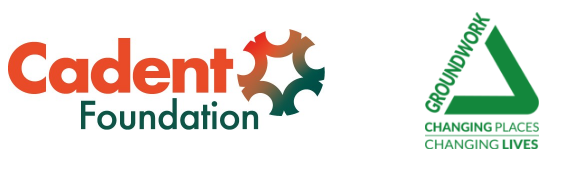 Cadent
Foundation
GROUNDWORK
CHANGING PLACES
CHANGING LIVES